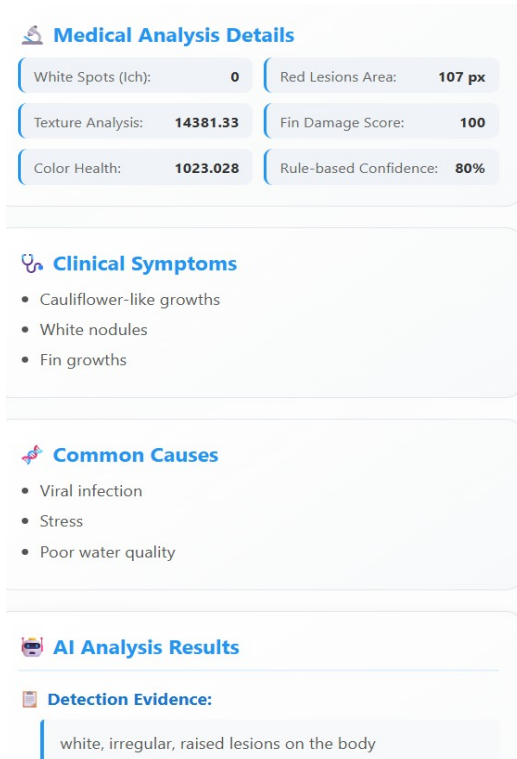 Medical Analysis Details
White Spots (Ich): 0
Red Lesions Area: 107 px
Texture Analysis: 14381.33
Fin Damage Score: 100
Color Health: 1023.028
Rule-based Confidence: 80%
Clinical Symptoms
Cauliflower-like growths
White nodules
Fin growths
Common Causes
Viral infection
Stress
Poor water quality
AI Analysis Results
Detection Evidence:
white, irregular, raised lesions on the body